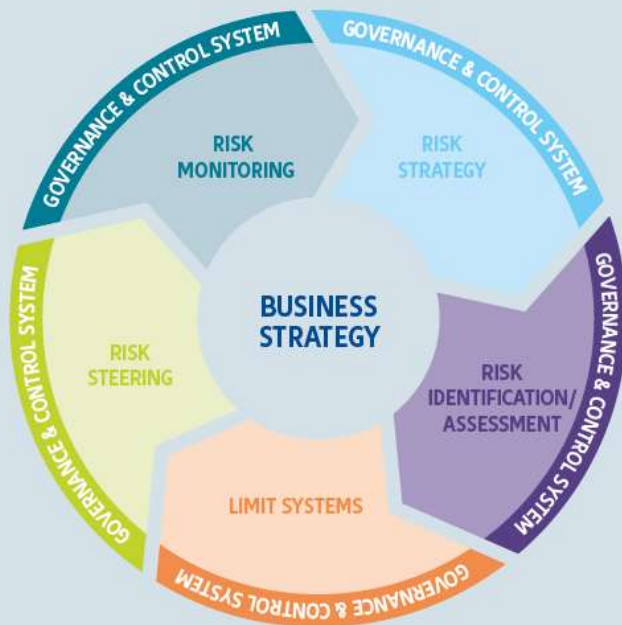 GOVERNANCE & CONTROL SYSTEM
RISK
STRATEGY
GOVERNANCE & CONTROL SYSTEM
RISK
IDENTIFICATION/
ASSESSMENT
GOVERNANCE & CONTROL SYSTEM
LIMIT SYSTEMS
GOVERNANCE & CONTROL SYSTEM
RISK
STEERING
GOVERNANCE & CONTROL SYSTEM
RISK
MONITORING
BUSINESS
STRATEGY